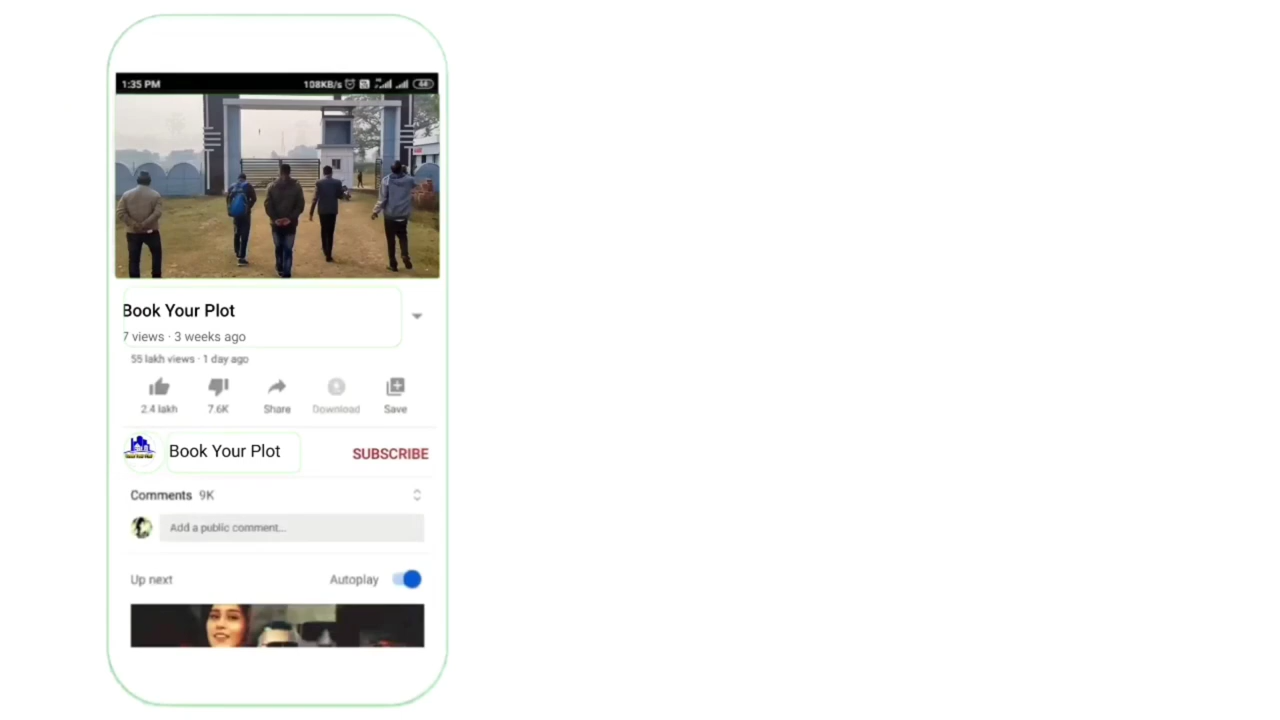 1:35 PM 108KB/s 44
Book Your Plot
7 views · 3 weeks ago
55 lakh views · 1 day ago
2.4 lakh 7.6K Share Download Save
Book Your Plot SUBSCRIBE
Comments 9K
Add a public comment...
Up next Autoplay